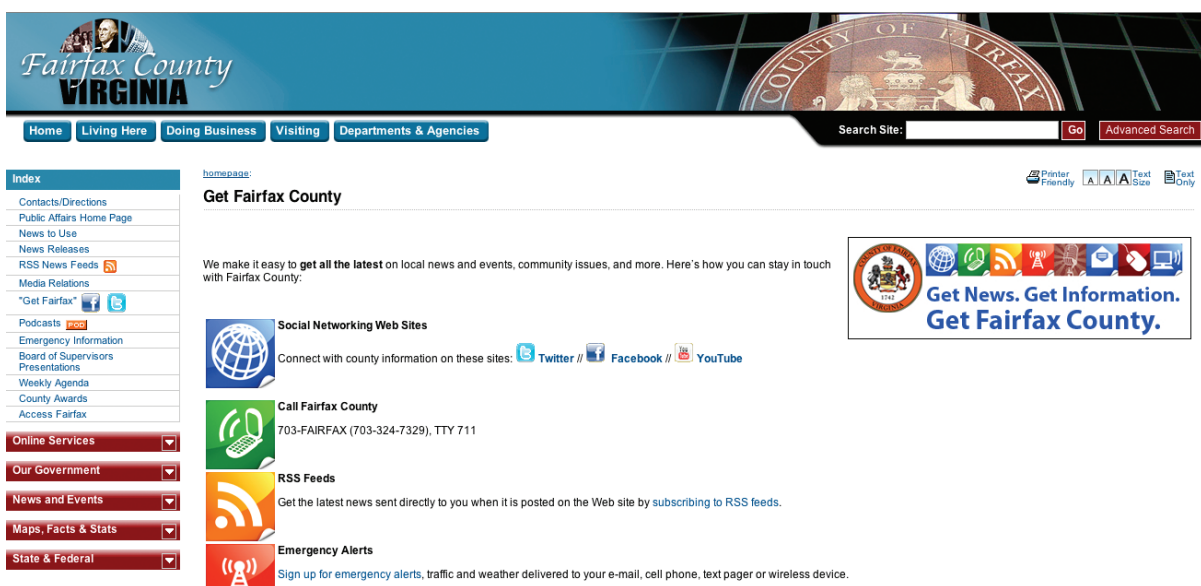 Fairfax County
VIRGINIA
COUNTY OF FAIRFAX
Home Living Here Doing Business Visiting Departments & Agencies
Search Site: Go Advanced Search
Index
Contacts/Directions
Public Affairs Home Page
News to Use
News Releases
RSS News Feeds
Media Relations
"Get Fairfax"
Podcasts POD
Emergency Information
Board of Supervisors
Presentations
Weekly Agenda
County Awards
Access Fairfax
Online Services
Our Government
News and Events
Maps, Facts & Stats
State & Federal
homepage:
Printer
Friendly
A A A Text
Size
Text
Only
Get Fairfax County
We make it easy to get all the latest on local news and events, community issues, and more. Here's how you can stay in touch
with Fairfax County:
COUNTY OF FAIRFAX
1742
VIRGINIA
Get News. Get Information.
Get Fairfax County.
Social Networking Web Sites
Connect with county information on these sites: Twitter // Facebook // You Tube YouTube
Call Fairfax County
703-FAIRFAX (703-324-7329), TTY 711
RSS Feeds
Get the latest news sent directly to you when it is posted on the Web site by subscribing to RSS feeds.
Emergency Alerts
Sign up for emergency alerts, traffic and weather delivered to your e-mail, cell phone, text pager or wireless device.